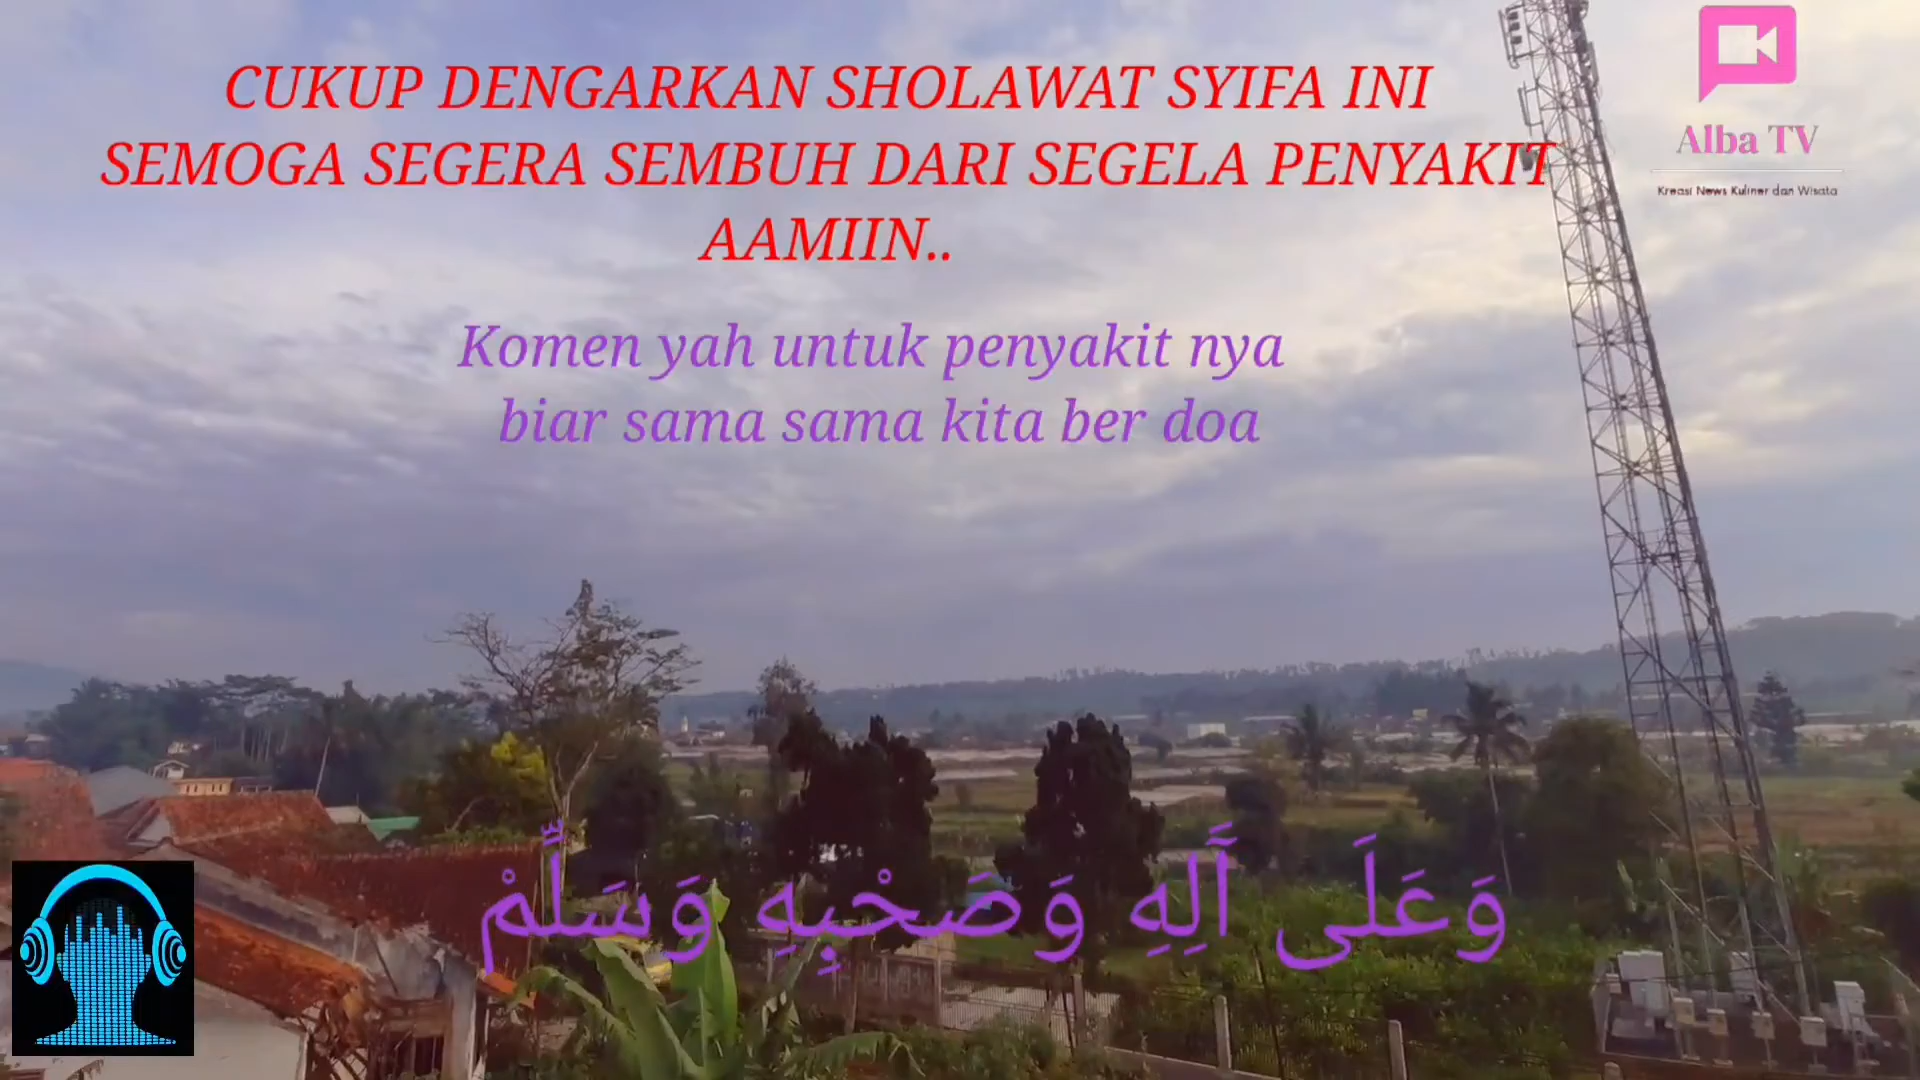 CUKUP DENGARKAN SHOLAWAT SYIFA INI
SEMOGA SEGERA SEMBUH DARI SEGELA PENYAKIT
AAMIIN..
Alba TV
Kreasi News Kuliner dan Wisata
Komen yah untuk penyakit nya
biar sama sama kita ber doa
وَعَلَى آَلِهِ وَصَحْبِهِ وَسَلِّمْ